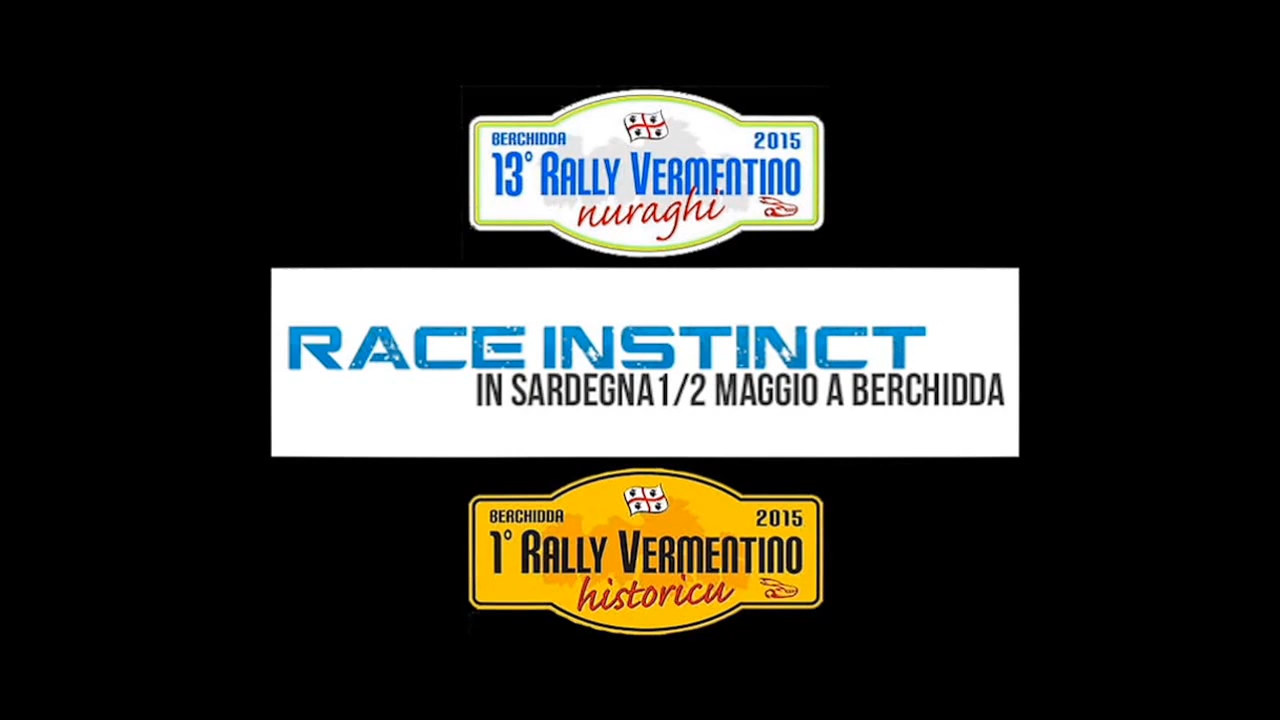 BERCHIDDA 2015
13° RALLY VERMENTINO
nuraghi
RACE INSTINCT
IN SARDEGNA 1/2 MAGGIO A BERCHIDDA
BERCHIDDA 2015
1° RALLY VERMENTINO
historicu